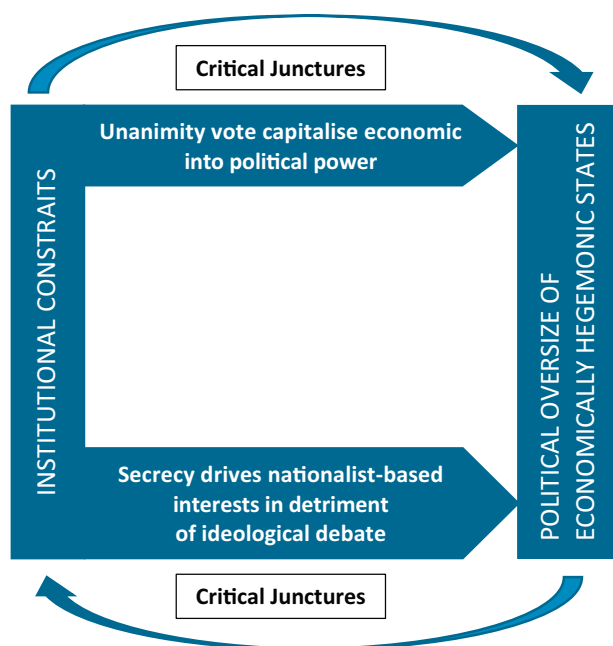 Critical Junctures
Unanimity vote capitalise economic
into political power
INSTITUTIONAL CONSTRAITS
POLITICAL OVERSIZE OF
ECONOMICALLY HEGEMONIC STATES
Secrecy drives nationalist-based
interests in detriment
of ideological debate
Critical Junctures